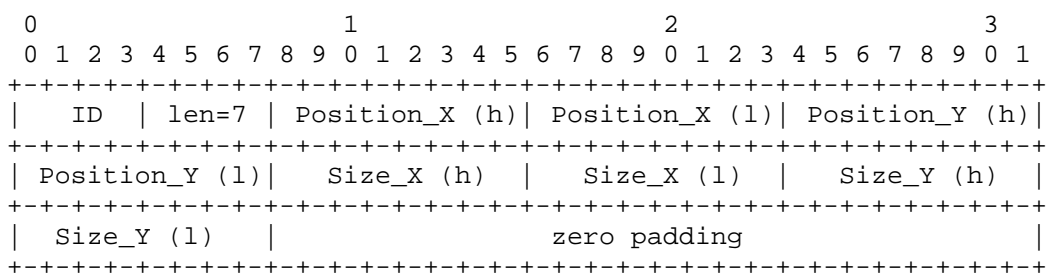 0                   1                   2                   3
 0 1 2 3 4 5 6 7 8 9 0 1 2 3 4 5 6 7 8 9 0 1 2 3 4 5 6 7 8 9 0 1
+-+-+-+-+-+-+-+-+-+-+-+-+-+-+-+-+-+-+-+-+-+-+-+-+-+-+-+-+-+-+-+-+
|   ID  | len=7 | Position_X (h)| Position_X (l)| Position_Y (h)|
+-+-+-+-+-+-+-+-+-+-+-+-+-+-+-+-+-+-+-+-+-+-+-+-+-+-+-+-+-+-+-+-+
| Position_Y (l)|   Size_X (h)  |   Size_X (l)  |   Size_Y (h)  |
+-+-+-+-+-+-+-+-+-+-+-+-+-+-+-+-+-+-+-+-+-+-+-+-+-+-+-+-+-+-+-+-+
|  Size_Y (l)   |                 zero padding                  |
+-+-+-+-+-+-+-+-+-+-+-+-+-+-+-+-+-+-+-+-+-+-+-+-+-+-+-+-+-+-+-+-+